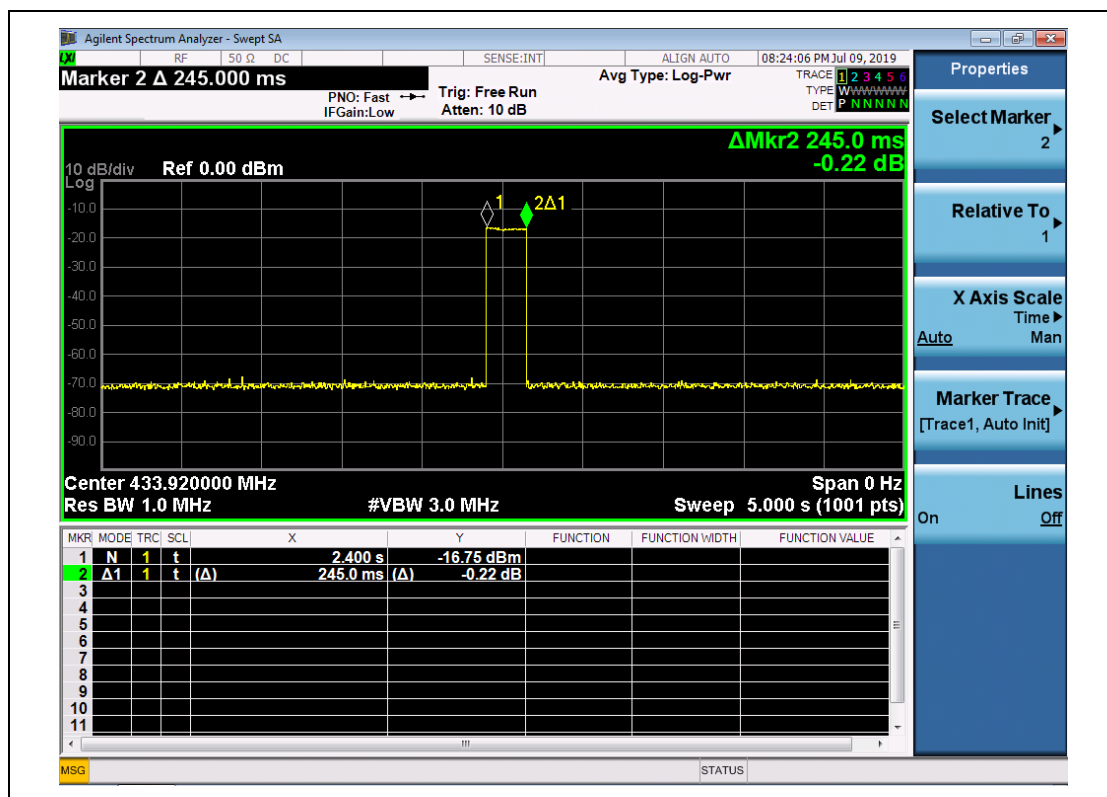 Agilent Spectrum Analyzer - Swept SA
LXI RF 50 Ω DC SENSE:INT ALIGN AUTO 08:24:06 PM Jul 09, 2019
Marker 2 Δ 245.000 ms
PNO: Fast
IFGain:Low
Trig: Free Run
Atten: 10 dB
Avg Type: Log-Pwr
TRACE 1 2 3 4 5 6
TYPE WWWWWW
DET P N N N N N
ΔMkr2 245.0 ms
-0.22 dB
10 dB/div Ref 0.00 dBm
Log
-10.0
-20.0
-30.0
-40.0
-50.0
-60.0
-70.0
-80.0
-90.0
1
2Δ1
Center 433.920000 MHz Span 0 Hz
Res BW 1.0 MHz #VBW 3.0 MHz Sweep 5.000 s (1001 pts)
MKR MODE TRC SCL X Y FUNCTION FUNCTION WIDTH FUNCTION VALUE
1 N 1 t 2.400 s -16.75 dBm
2 Δ1 1 t (Δ) 245.0 ms (Δ) -0.22 dB
3
4
5
6
7
8
9
10
11
MSG STATUS
Properties
Select Marker
2
Relative To
1
X Axis Scale
Time
Auto Man
Marker Trace
[Trace1, Auto Init]
Lines
On Off